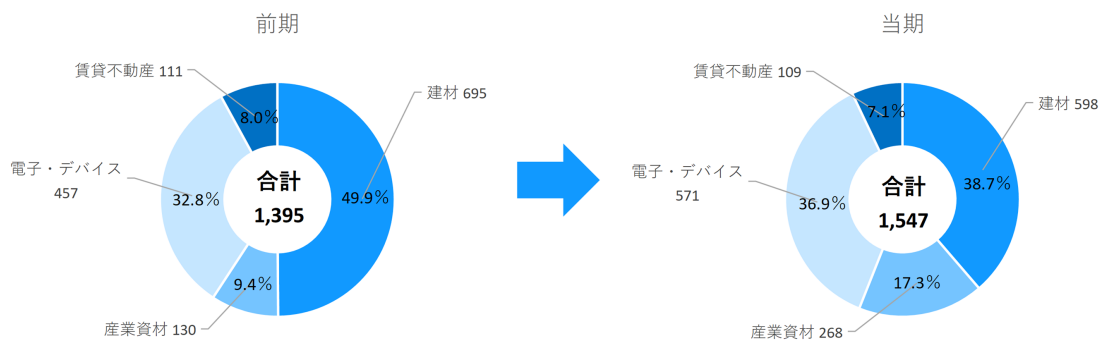 前期
賃貸不動産 111
8.0%
建材 695
49.9%
電子・デバイス
457
32.8%
合計
1,395
9.4%
産業資材 130
当期
賃貸不動産 109
7.1%
建材 598
38.7%
電子・デバイス
571
36.9%
合計
1,547
17.3%
産業資材 268